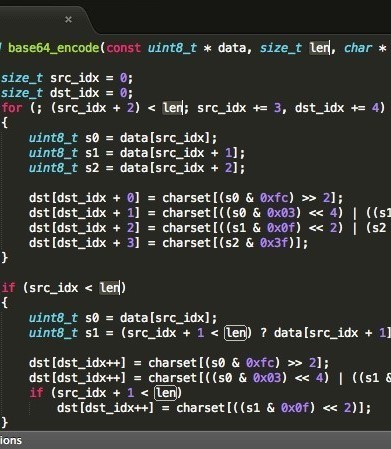 ×
base64_encode(const uint8_t * data, size_t len, char *
size_t src_idx = 0;
size_t dst_idx = 0;
for (; (src_idx + 2) < len; src_idx += 3, dst_idx += 4)
{
uint8_t s0 = data[src_idx];
uint8_t s1 = data[src_idx + 1];
uint8_t s2 = data[src_idx + 2];
dst[dst_idx + 0] = charset[(s0 & 0xfc) >> 2];
dst[dst_idx + 1] = charset[((s0 & 0x03) << 4) | ((s1
dst[dst_idx + 2] = charset[((s1 & 0x0f) << 2) | (s2
dst[dst_idx + 3] = charset[(s2 & 0x3f)];
}
if (src_idx < len)
{
uint8_t s0 = data[src_idx];
uint8_t s1 = (src_idx + 1 < len) ? data[src_idx + 1]
dst[dst_idx++] = charset[(s0 & 0xfc) >> 2];
dst[dst_idx++] = charset[((s0 & 0x03) << 4) | ((s1 &
if (src_idx + 1 < len)
dst[dst_idx++] = charset[((s1 & 0x0f) << 2)];
}
ions